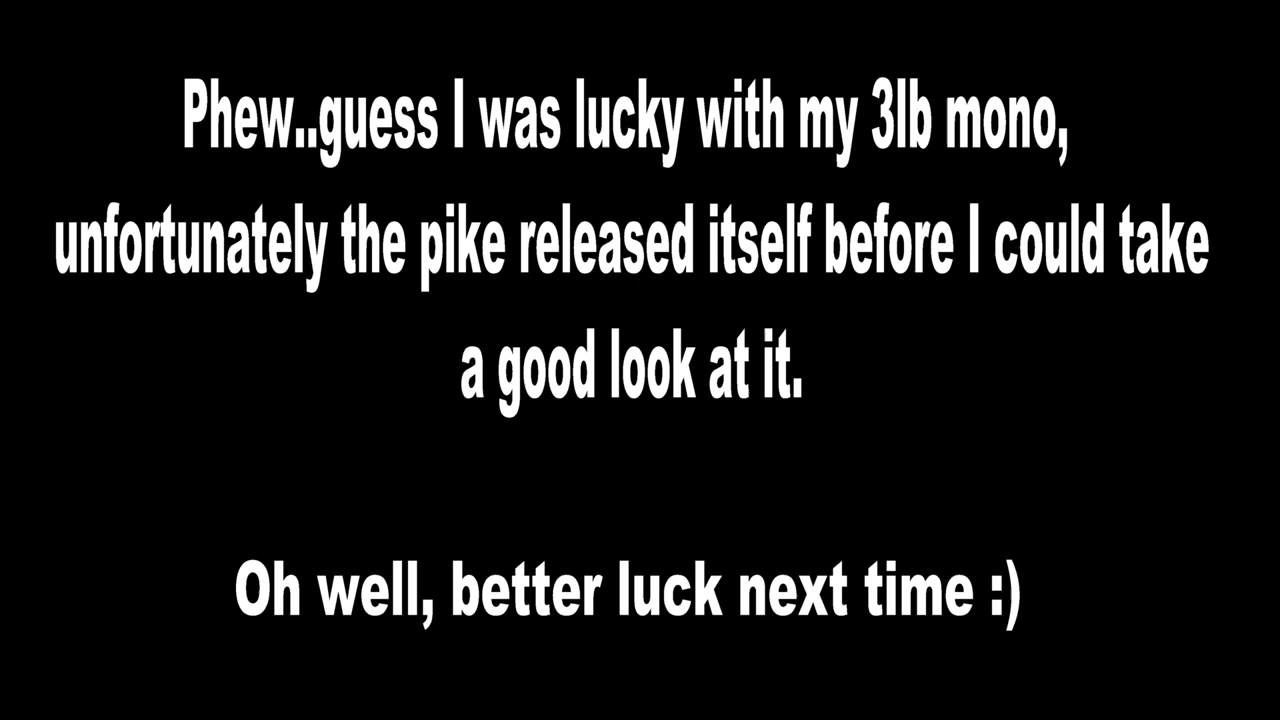 Phew..guess I was lucky with my 3lb mono,
unfortunately the pike released itself before I could take
a good look at it.
Oh well, better luck next time :)